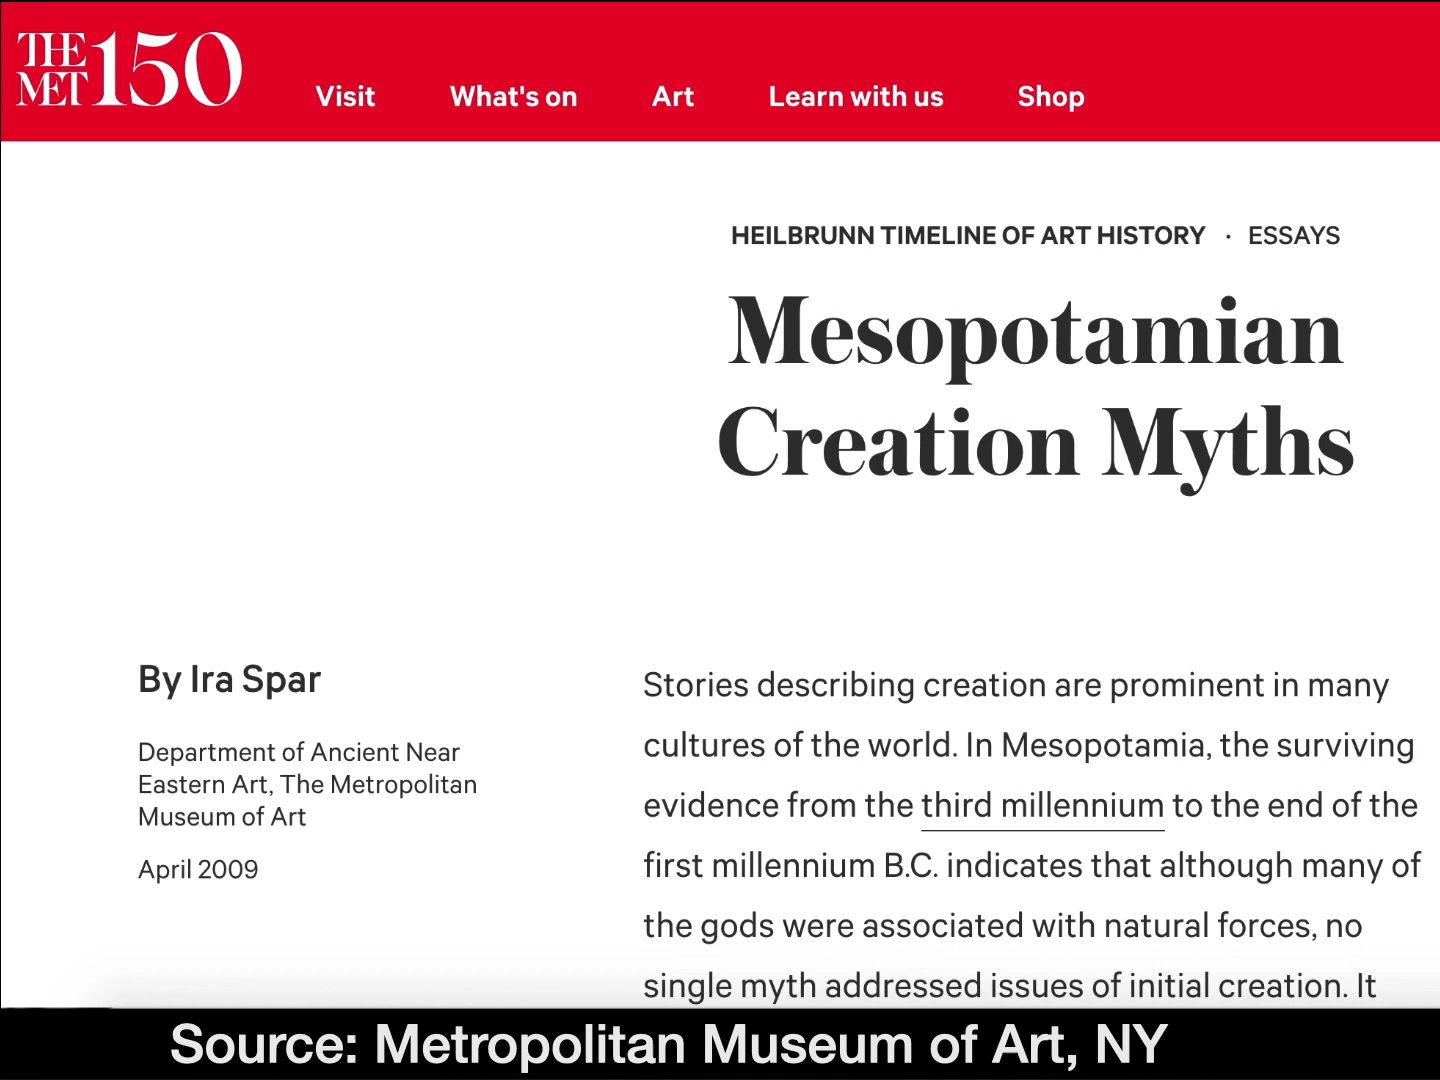 THE
MET 150
Visit What's on Art Learn with us Shop
HEILBRUNN TIMELINE OF ART HISTORY · ESSAYS
Mesopotamian
Creation Myths
By Ira Spar
Department of Ancient Near
Eastern Art, The Metropolitan
Museum of Art
April 2009
Stories describing creation are prominent in many
cultures of the world. In Mesopotamia, the surviving
evidence from the third millennium to the end of the
first millennium B.C. indicates that although many of
the gods were associated with natural forces, no
single myth addressed issues of initial creation. It
Source: Metropolitan Museum of Art, NY